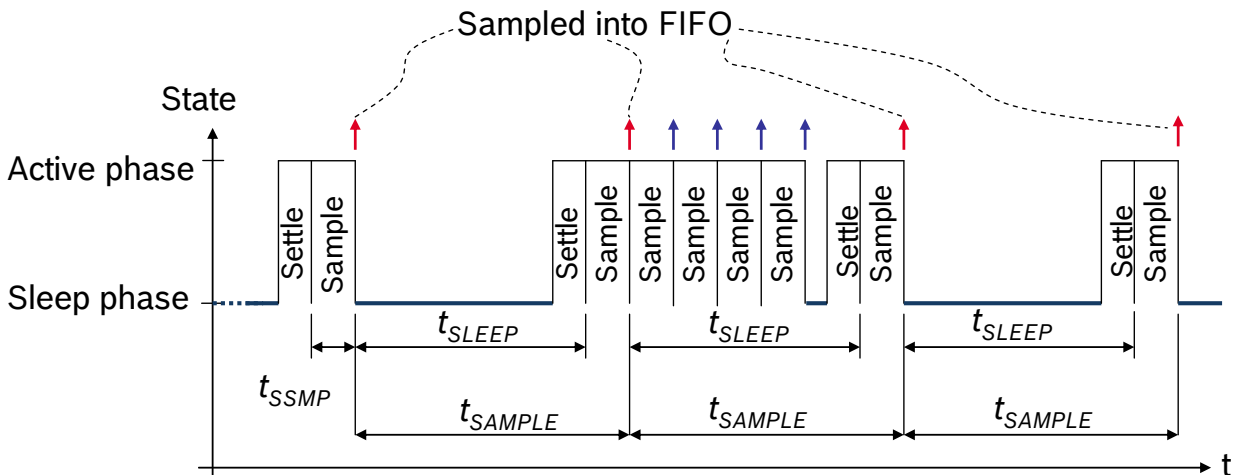 Sampled into FIFO
State
Active phase
Settle
Sample
Settle
Sample
Sample
Sample
Sample
Sample
Settle
Sample
Settle
Sample
Sleep phase
tSLEEP
tSLEEP
tSLEEP
tSSMP
tSAMPLE
tSAMPLE
tSAMPLE
t